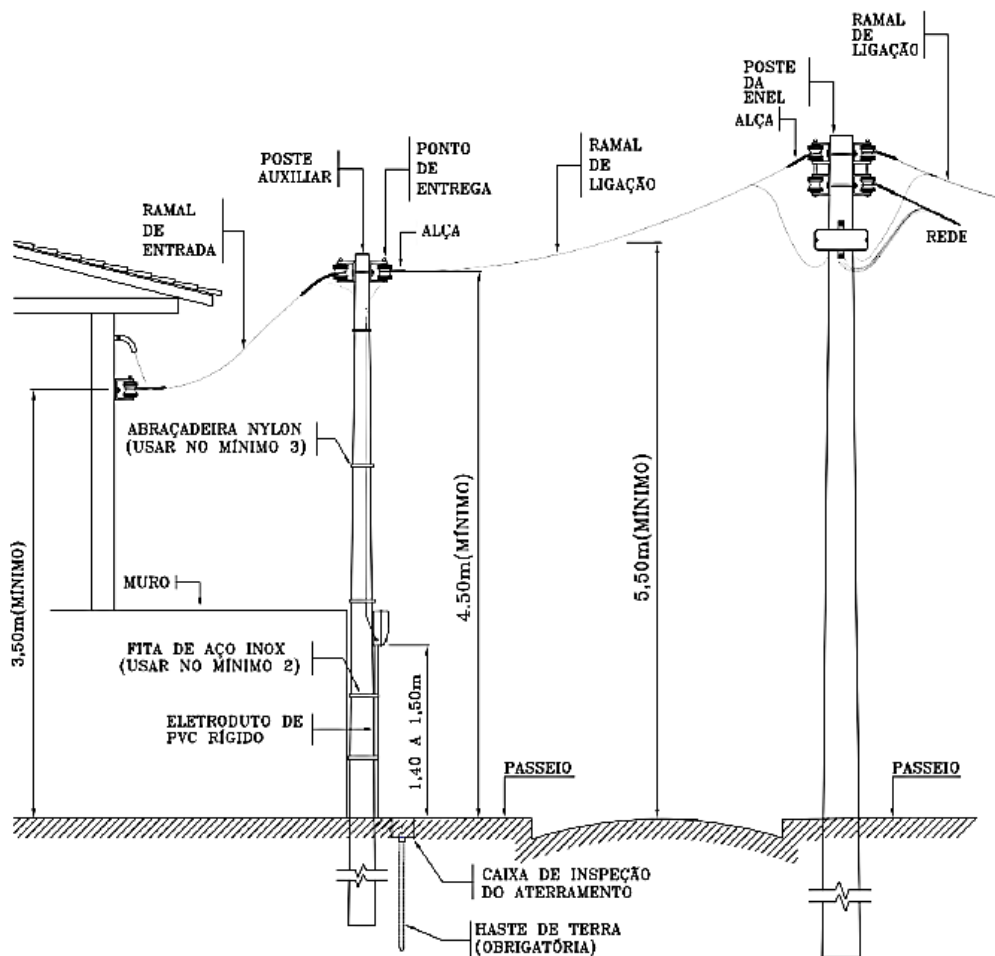 RAMAL
DE
LIGAÇÃO
POSTE
DA
ENEL
ALÇA
PONTO
DE
ENTREGA
POSTE
AUXILIAR
RAMAL
DE
LIGAÇÃO
RAMAL
DE
ENTRADA
ALÇA
REDE
ABRAÇADEIRA NYLON
(USAR NO MÍNIMO 3)
3,50m(MÍNIMO)
4.50m(MÍNIMO)
5,50m(MÍNIMO)
MURO
FITA DE AÇO INOX
(USAR NO MÍNIMO 2)
ELETRODUTO DE
PVC RÍGIDO
1,40 A 1,50m
PASSEIO
PASSEIO
CAIXA DE INSPEÇÃO
DO ATERRAMENTO
HASTE DE TERRA
(OBRIGATÓRIA)